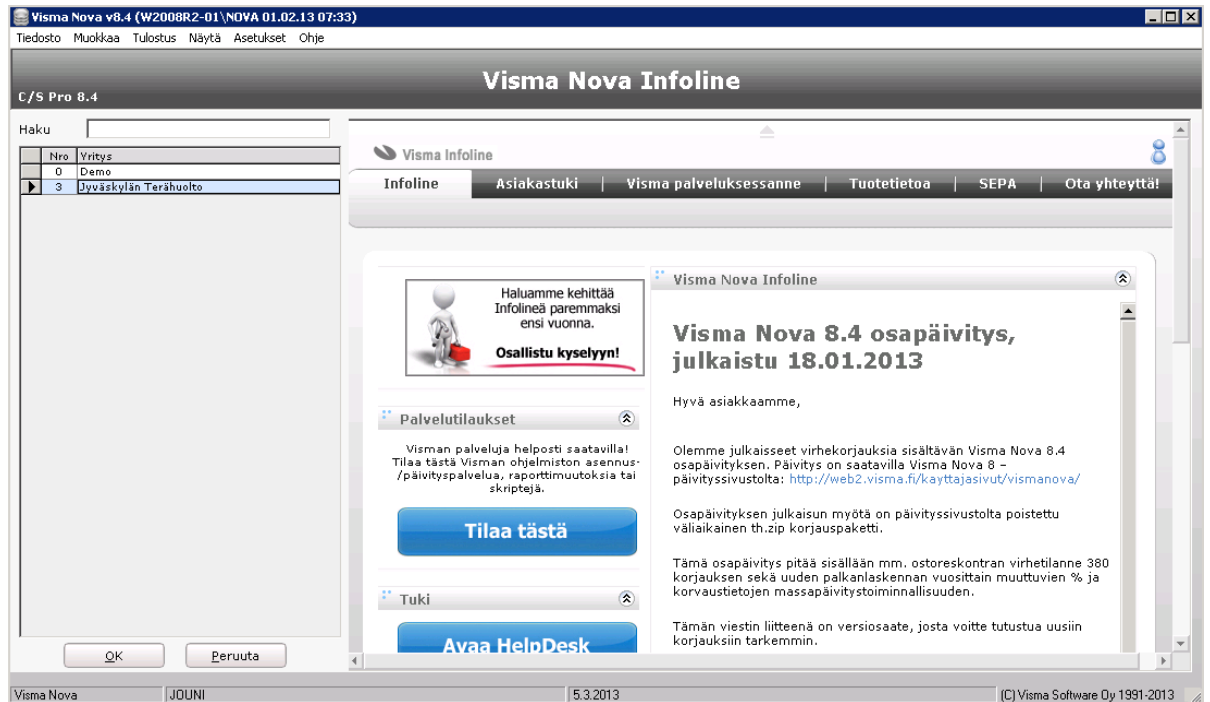 Visma Nova v8.4 (W2008R2-01\NOVA 01.02.13 07:33)
Tiedosto Muokkaa Tulostus Näytä Asetukset Ohje
Visma Nova Infoline
C/S Pro 8.4
Haku
Nro Yritys
0 Demo
3 Jyväskylän Terähuolto
OK Peruuta
Visma Infoline
Infoline Asiakastuki | Visma palveluksessanne | Tuotetietoa | SEPA | Ota yhteyttä!
Haluamme kehittää
Infolineä paremmaksi
ensi vuonna.
Osallistu kyselyyn!
Palvelutilaukset
Visman palveluja helposti saatavilla!
Tilaa tästä Visman ohjelmiston asennus-
/päivityspalvelua, raporttimuutoksia tai
skriptejä.
Tilaa tästä
Tuki
Avaa HelpDesk
Visma Nova Infoline
Visma Nova 8.4 osapäivitys,
julkaistu 18.01.2013
Hyvä asiakkaamme,
Olemme julkaisseet virhekorjauksia sisältävän Visma Nova 8.4
osapäivityksen. Päivitys on saatavilla Visma Nova 8 –
päivityssivustolta: http://web2.visma.fi/kayttajasivut/vismanova/
Osapäivityksen julkaisun myötä on päivityssivustolta poistettu
väliaikainen th.zip korjauspaketti.
Tämä osapäivitys pitää sisällään mm. ostoreskontran virhetilanne 380
korjauksen sekä uuden palkanlaskennan vuosittain muuttuvien % ja
korvaustietojen massapäivitystoiminnallisuuden.
Tämän viestin liitteenä on versiosaate, josta voitte tutustua uusiin
korjauksiin tarkemmin.
Visma Nova JOUNI 5.3.2013 (C) Visma Software Oy 1991-2013